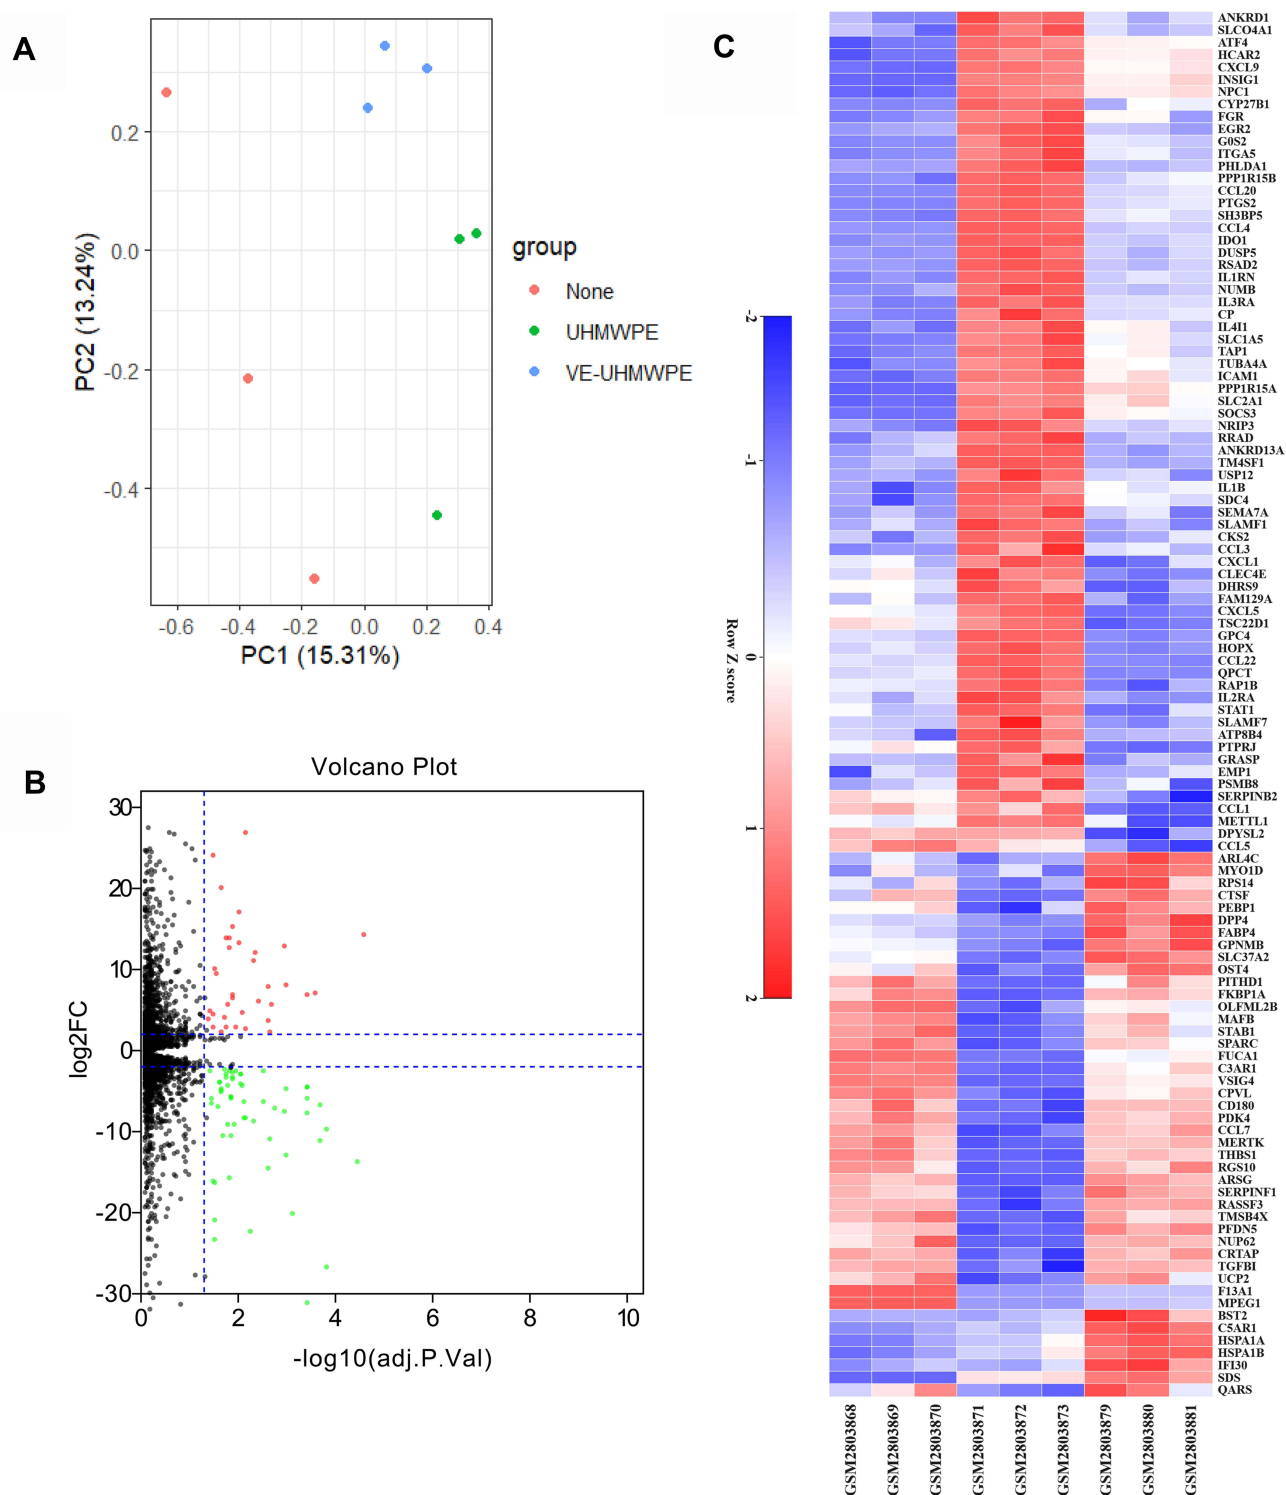 A
0.2
0.0
-0.2
-0.4
-0.6
-0.4
-0.2
0.0
0.2
0.4
PC2 (13.24%)
PC1 (15.31%)
group
None
UHMWPE
VE-UHMWPE
B
Volcano Plot
30
20
10
0
-10
-20
-30
0
2
4
6
8
10
log2FC
-log10(adj.P.Val)
C
-2
-1
0
1
2
Row Z score
ANKRD1
SLCO4A1
ATF4
HCAR2
CXCL9
INSIG1
NPC1
CYP27B1
FGR
EGR2
G0S2
ITGA5
PHLDA1
PPP1R15B
CCL20
PTGS2
SH3BP5
CCL4
IDO1
DUSP5
RSAD2
IL1RN
NUMB
IL3RA
CP
IL4I1
SLC1A5
TAP1
TUBA4A
ICAM1
PPP1R15A
SLC2A1
SOCS3
NRIP3
RRAD
ANKRD13A
TM4SF1
USP12
IL1B
SDC4
SEMA7A
SLAMF1
CKS2
CCL3
CXCL1
CLEC4E
DHRS9
FAM129A
CXCL5
TSC22D1
GPC4
HOPX
CCL22
QPCT
RAP1B
IL2RA
STAT1
SLAMF7
ATP8B4
PTPRJ
GRASP
EMP1
PSMB8
SERPINB2
CCL1
METTL1
DPYSL2
CCL5
ARL4C
MYO1D
RPS14
CTSF
PEBP1
DPP4
FABP4
GPNMB
SLC37A2
OST4
PITHD1
FKBP1A
OLFML2B
MAFB
STAB1
SPARC
FUCA1
C3AR1
VSIG4
CPVL
CD180
PDK4
CCL7
MERTK
THBS1
RGS10
ARSG
SERPINF1
RASSF3
TMSB4X
PFDN5
NUP62
CRTAP
TGFBI
UCP2
F13A1
MPEG1
BST2
C5AR1
HSPA1A
HSPA1B
IFI30
SDS
QARS
GSM2803868
GSM2803869
GSM2803870
GSM2803871
GSM2803872
GSM2803873
GSM2803879
GSM2803880
GSM2803881